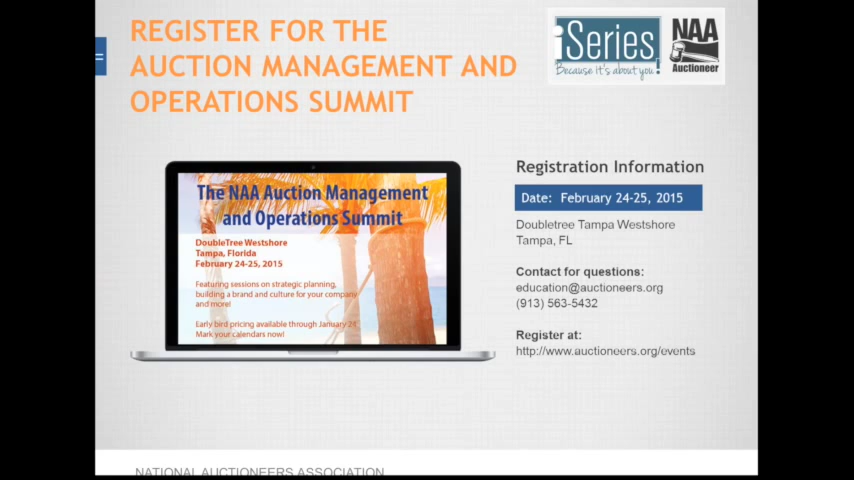 REGISTER FOR THE
AUCTION MANAGEMENT AND
OPERATIONS SUMMIT
iSeries
Because it's about you!
NAA
Auctioneer
The NAA Auction Management
and Operations Summit
DoubleTree Westshore
Tampa, Florida
February 24-25, 2015
Featuring sessions on strategic planning,
building a brand and culture for your company
and more!
Early bird pricing available through January 24
Mark your calendars now!
Registration Information
Date: February 24-25, 2015
Doubletree Tampa Westshore
Tampa, FL
Contact for questions:
education@auctioneers.org
(913) 563-5432
Register at:
http://www.auctioneers.org/events
NATIONAL AUCTIONEERS ASSOCIATION